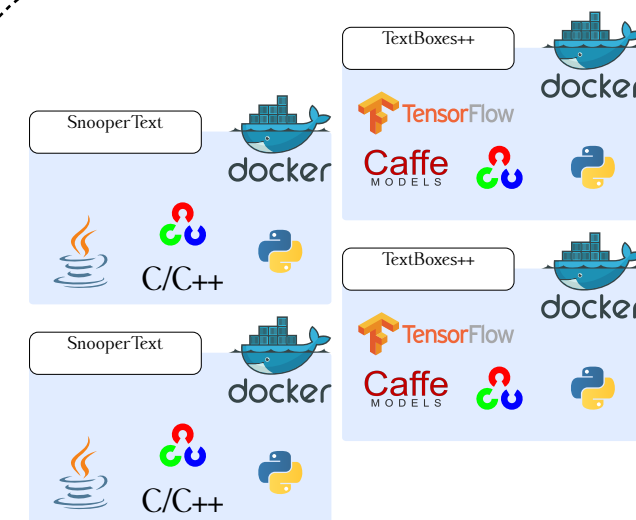 TextBoxes++
docker
TensorFlow
Caffe
MODELS
SnooperText
docker
C/C++
TextBoxes++
docker
TensorFlow
Caffe
MODELS
SnooperText
docker
C/C++